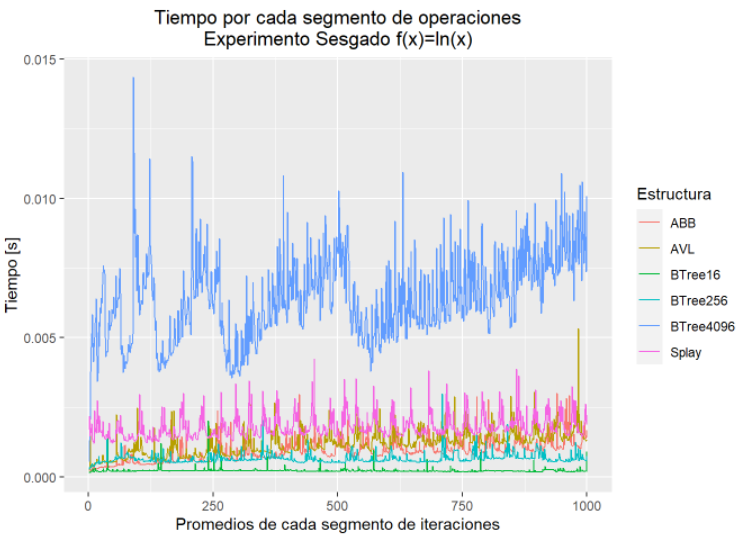 Tiempo por cada segmento de operaciones
Experimento Sesgado f(x)=ln(x)
Tiempo [s]
0.015
0.010
0.005
0.000
0
250
500
750
1000
Promedios de cada segmento de iteraciones
Estructura
ABB
AVL
BTree16
BTree256
BTree4096
Splay